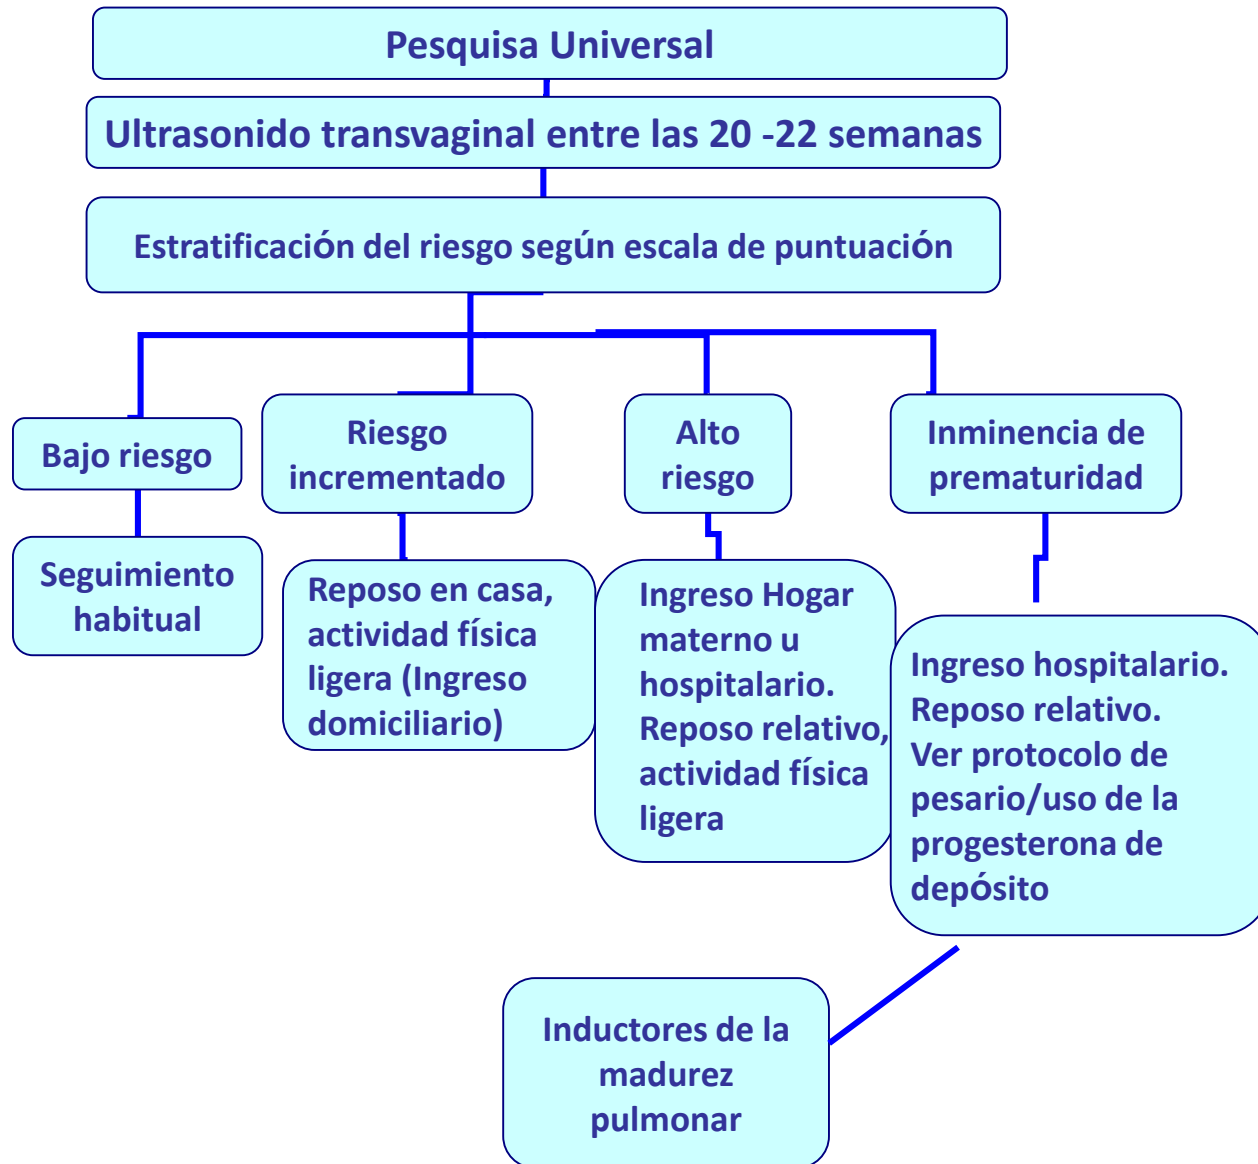 Pesquisa Universal
Ultrasonido transvaginal entre las 20 -22 semanas
Estratificación del riesgo según escala de puntuación
Bajo riesgo
Riesgo
incrementado
Alto
riesgo
Inminencia de
prematuridad
Seguimiento
habitual
Reposo en casa,
actividad física
ligera (Ingreso
domiciliario)
Ingreso Hogar
materno u
hospitalario.
Reposo relativo,
actividad física
ligera
Ingreso hospitalario.
Reposo relativo.
Ver protocolo de
pesario/uso de la
progesterona de
depósito
Inductores de la
madurez
pulmonar